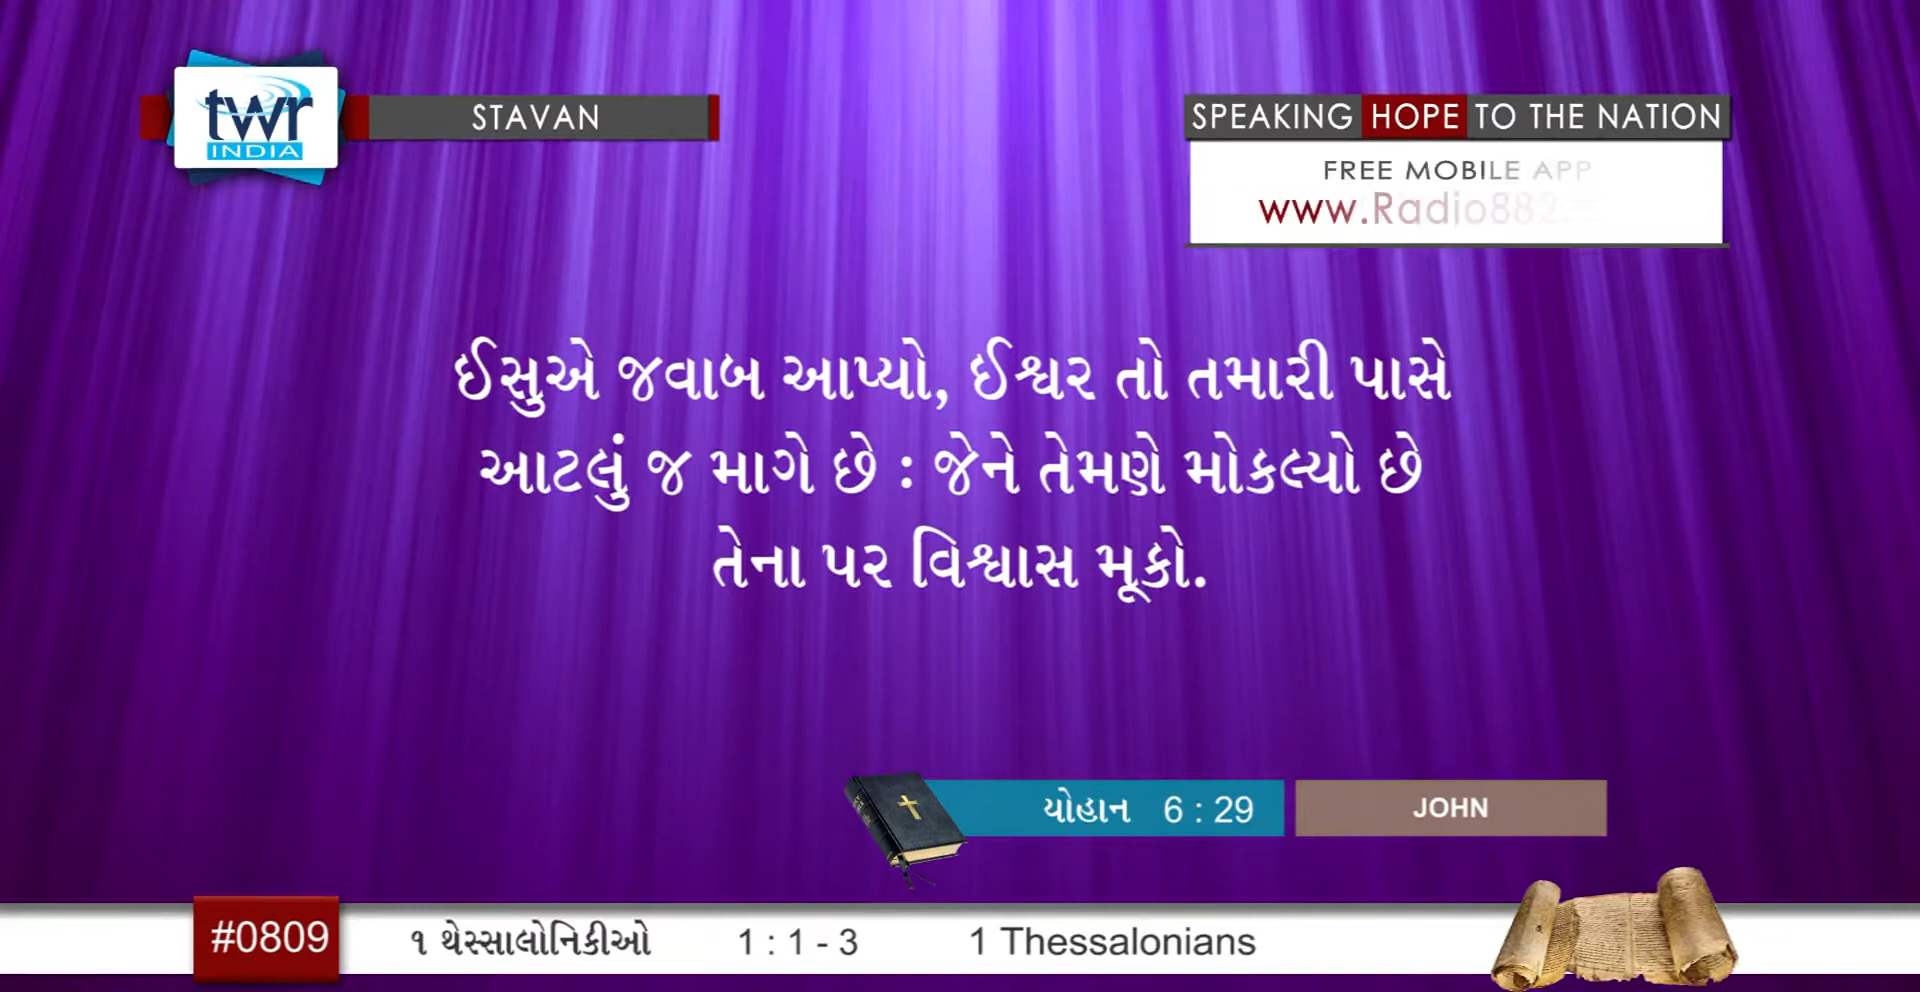 twr
INDIA
STAVAN
SPEAKING HOPE TO THE NATION
FREE MOBILE APP
www.Radio882
ઈસુએ જવાબ આપ્યો, ઈશ્વર તો તમારી પાસે
આટલું જ માગે છે : જેને તેમણે મોકલ્યો છે
તેના પર વિશ્વાસ મૂકો.
યોહાન 6 : 29 JOHN
#0809 ૧ થેસ્સાલોનિકીઓ 1 : 1 - 3 1 Thessalonians